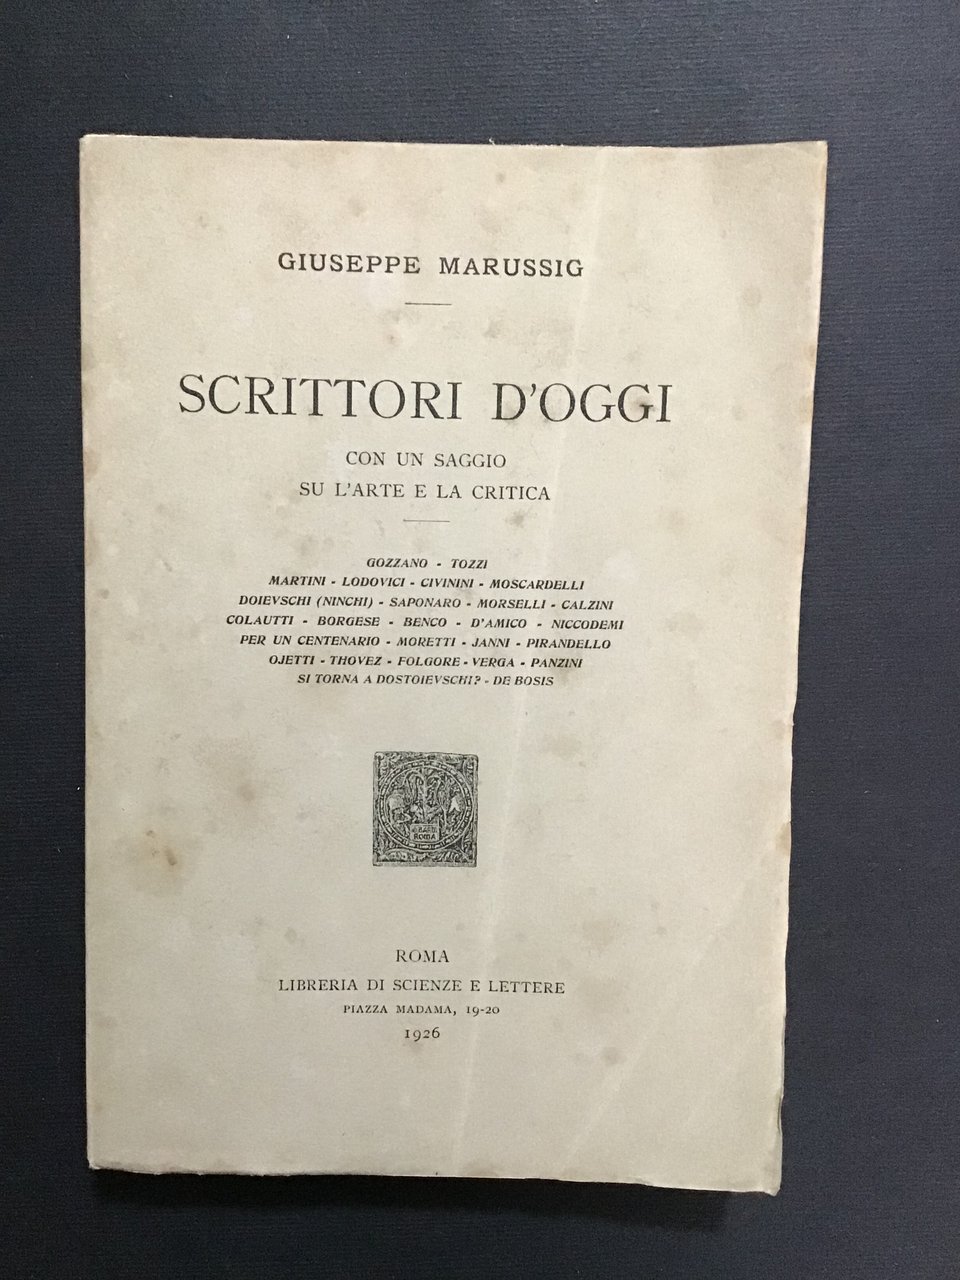 GIUSEPPE MARUSSIG
SCRITTORI D'OGGI
CON UN SAGGIO
SU L'ARTE E LA CRITICA
GOZZANO - TOZZI
MARTINI - LODOVICI - CIVININI - MOSCARDELLI
DOIEVSCHI (NINCHI) - SAPONARO - MORSELLI - CALZINI
COLAUTTI - BORGESE - BENCO - D'AMICO - NICCODEMI
PER UN CENTENARIO - MORETTI - JANNI - PIRANDELLO
OJETTI - THOVEZ - FOLGORE - VERGA - PANZINI
SI TORNA A DOSTOIEVSCHI? - DE BOSIS
G. BARDI
ROMA
ROMA
LIBRERIA DI SCIENZE E LETTERE
PIAZZA MADAMA, 19-20
1926